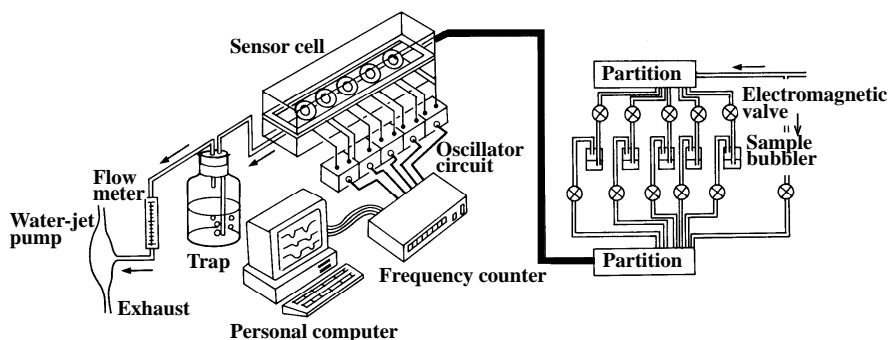 Sensor cell
Partition
Electromagnetic
valve
Sample
bubbler
Oscillator
circuit
Flow
meter
Water-jet
pump
Trap
Frequency counter
Partition
Exhaust
Personal computer